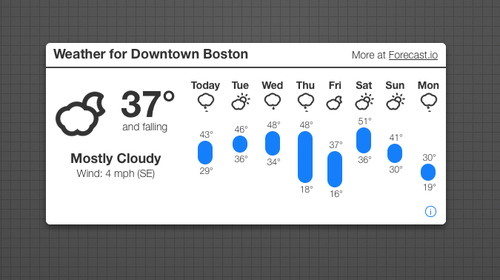 Weather for Downtown Boston
More at Forecast.io
37°
and falling
Mostly Cloudy
Wind: 4 mph (SE)
Today Tue Wed Thu Fri Sat Sun Mon
43° 46° 48° 48° 37° 51° 41° 30°
29° 36° 34° 18° 16° 36° 30° 19°